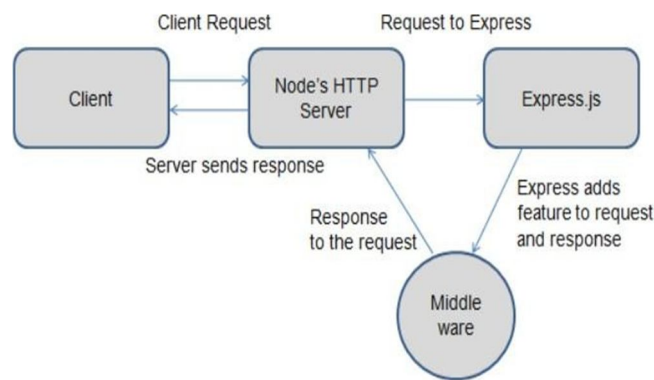 Client Request
Request to Express
Client
Node's HTTP
Server
Express.js
Server sends response
Response
to the request
Express adds
feature to request
and response
Middle
ware